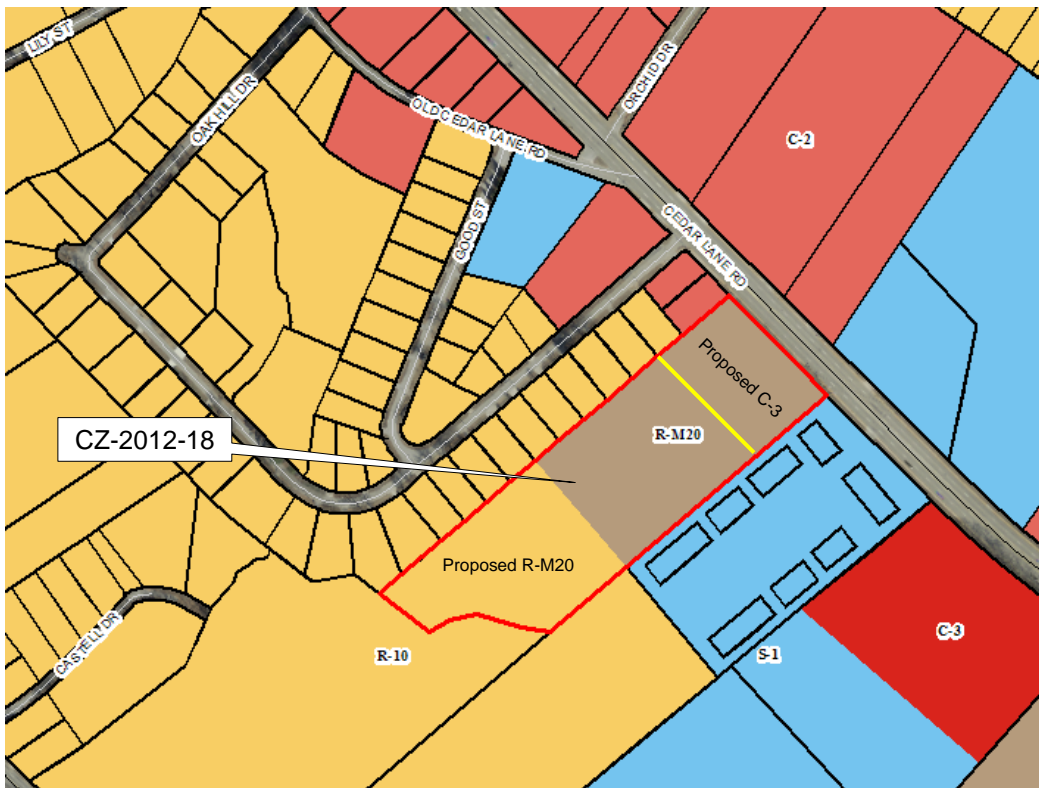 LILY ST
OAK HILL DR
OLD CEDAR LANE RD
ORCHID DR
C-2
GOOD ST
CEDAR LANE RD
Proposed C-3
R-M20
CZ-2012-18
Proposed R-M20
CASTELL DR
R-10
S-1
C-3